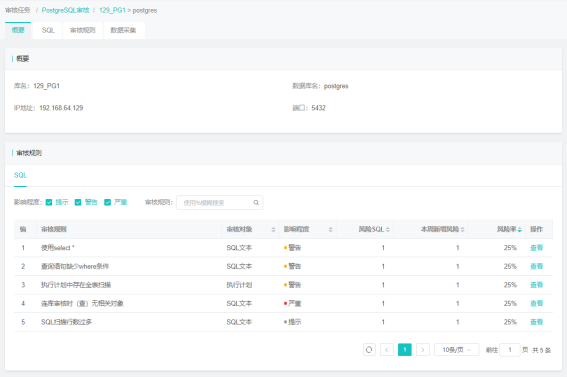 审核任务 / PostgreSQL审核 / 129_PG1 > postgres
概要 SQL 审核规则 数据采集
概要
库名: 129_PG1 数据库名: postgres
IP地址: 192.168.64.129 端口: 5432
审核规则
SQL
影响程度: 提示 警告 严重 审核规则: 使用%模糊搜索
审核规则 审核对象 影响程度 风险SQL 本周新增风险 风险率 操作
1 使用select * SQL文本 警告 1 1 25% 查看
2 查询语句缺少where条件 SQL文本 警告 1 1 25% 查看
3 执行计划中存在全表扫描 执行计划 警告 1 1 25% 查看
4 连库审核时（查）无相关对象 SQL文本 严重 1 1 25% 查看
5 SQL扫描行数过多 SQL文本 提示 1 1 25% 查看
1 10条/页 前往 1 页 共 5 条